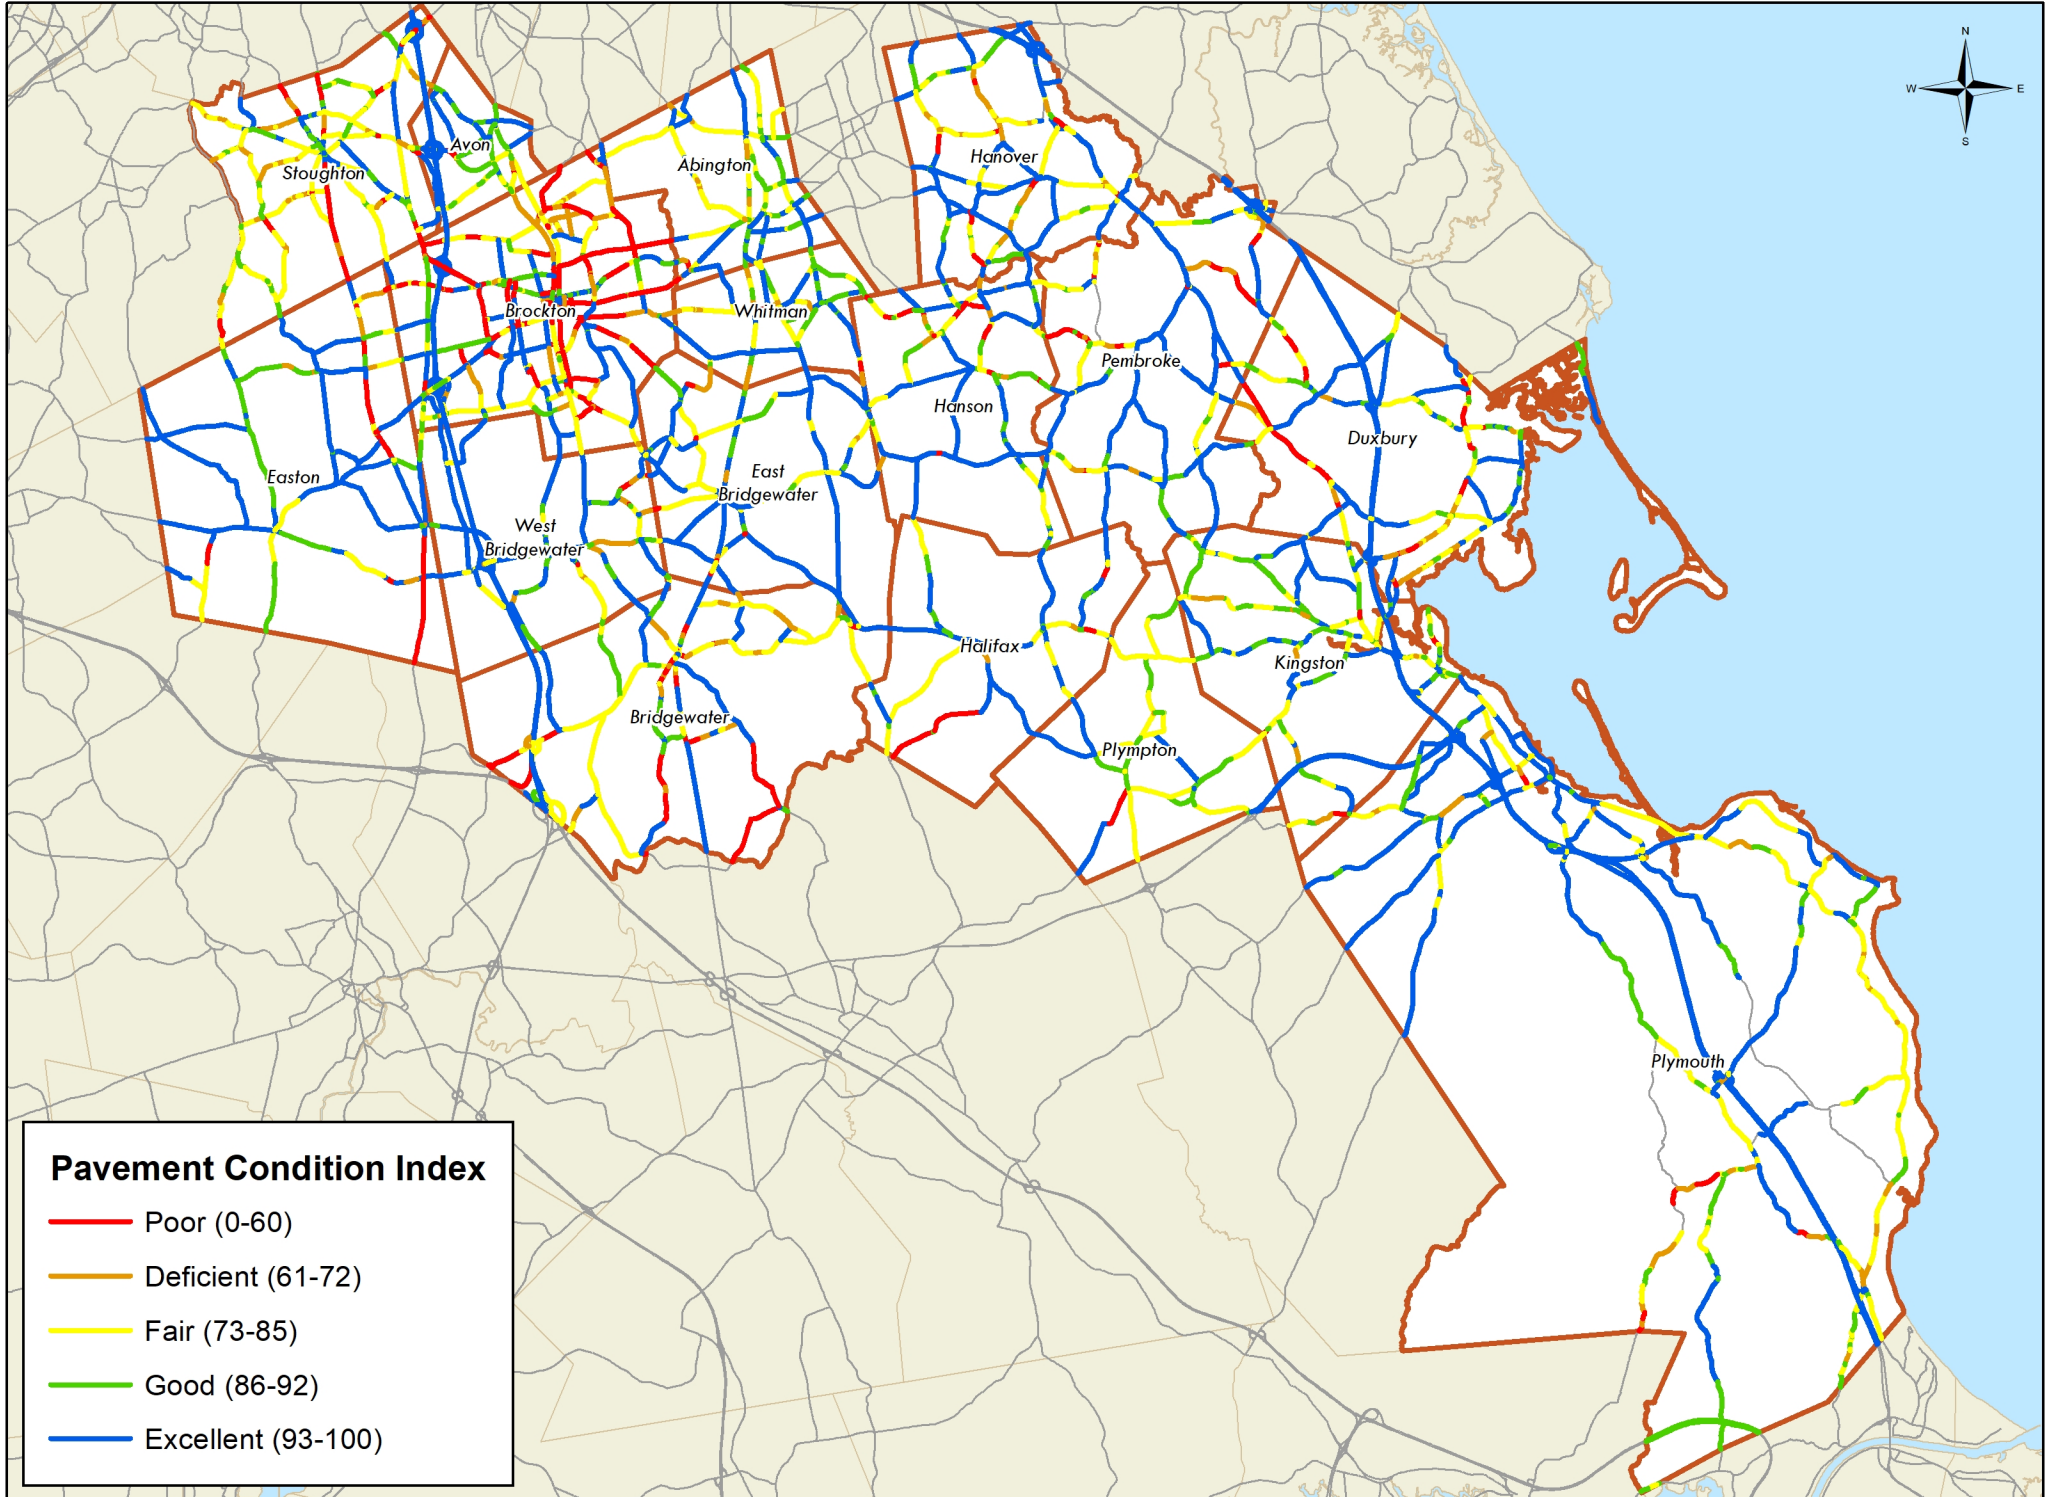 N
W
E
S
Avon
Stoughton
Abington
Hanover
Brockton
Whitman
Pembroke
Hanson
Duxbury
Easton
East
Bridgewater
West
Bridgewater
Halifax
Kingston
Bridgewater
Plympton
Plymouth
Pavement Condition Index
Poor (0-60)
Deficient (61-72)
Fair (73-85)
Good (86-92)
Excellent (93-100)